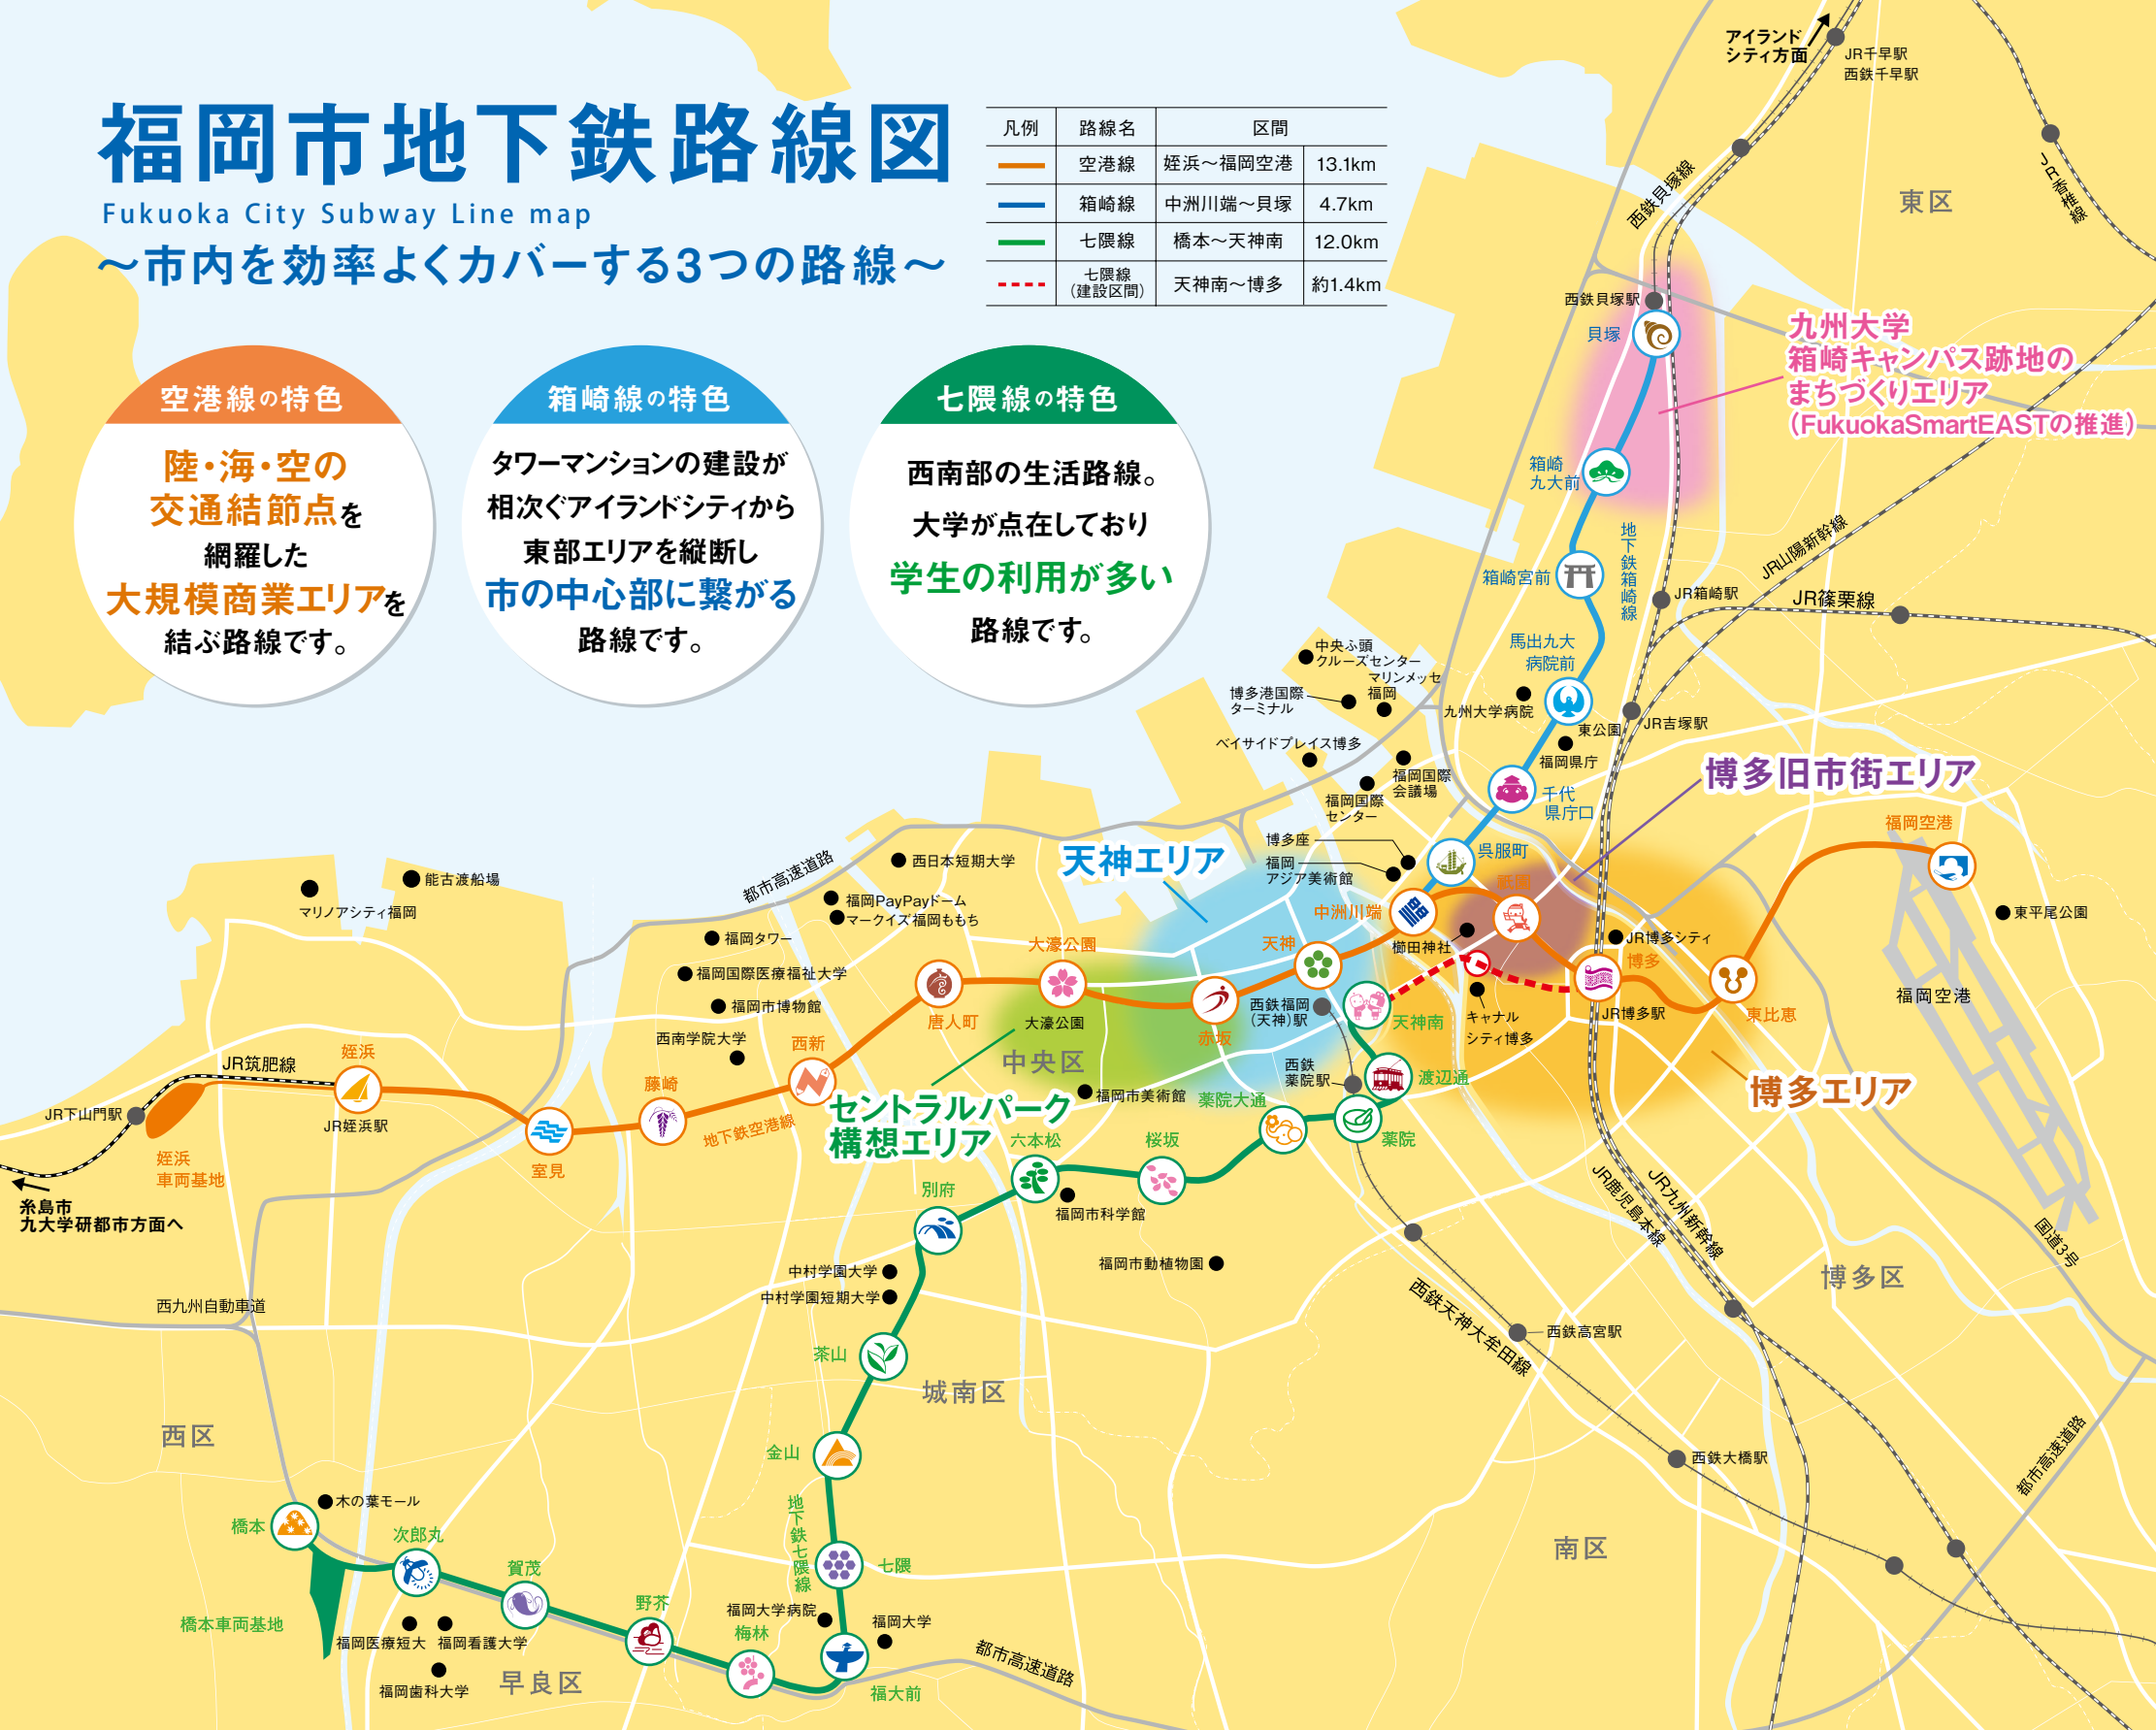 福岡市地下鉄路線図
Fukuoka City Subway Line map
〜市内を効率よくカバーする3つの路線〜
凡例 路線名 区間
空港線 姪浜〜福岡空港 13.1km
箱崎線 中洲川端〜貝塚 4.7km
七隈線 橋本〜天神南 12.0km
七隈線
（建設区間） 天神南〜博多 約1.4km
空港線の特色
陸・海・空の
交通結節点を
網羅した
大規模商業エリアを
結ぶ路線です。
箱崎線の特色
タワーマンションの建設が
相次ぐアイランドシティから
東部エリアを縦断し
市の中心部に繋がる
路線です。
七隈線の特色
西南部の生活路線。
大学が点在しており
学生の利用が多い
路線です。
アイランド
シティ方面
JR千早駅
西鉄千早駅
JR香椎線
西鉄貝塚線
東区
西鉄貝塚駅
貝塚
九州大学
箱崎キャンパス跡地の
まちづくりエリア
（FukuokaSmartEASTの推進）
箱崎
九大前
地下鉄箱崎線
JR山陽新幹線
箱崎宮前
JR箱崎駅
JR篠栗線
馬出九大
病院前
中央ふ頭
クルーズセンター
マリンメッセ
福岡
博多港国際
ターミナル
九州大学病院
東公園
JR吉塚駅
福岡県庁
ベイサイドプレイス博多
福岡国際
会議場
福岡国際
センター
千代
県庁口
博多旧市街エリア
博多座
福岡
アジア美術館
呉服町
福岡空港
天神エリア
中洲川端
祇園
櫛田神社
JR博多シティ
博多
東平尾公園
西日本短期大学
都市高速道路
能古渡船場
マリノアシティ福岡
福岡PayPayドーム
マークイズ福岡ももち
福岡タワー
福岡国際医療福祉大学
福岡市博物館
西南学院大学
大濠公園
天神
唐人町
大濠公園
赤坂
西鉄福岡
（天神）駅
天神南
キャナル
シティ博多
JR博多駅
東比恵
福岡空港
中央区
西新
藤崎
姪浜
JR筑肥線
JR下山門駅
JR姪浜駅
姪浜
車両基地
室見
地下鉄空港線
糸島市
九大学研都市方面へ
西鉄
薬院駅
渡辺通
福岡市美術館
薬院大通
薬院
博多エリア
セントラルパーク
構想エリア
六本松
桜坂
別府
福岡市科学館
福岡市動植物園
JR鹿児島本線
JR九州新幹線
国道3号
博多区
中村学園大学
中村学園短期大学
西九州自動車道
西鉄天神大牟田線
西鉄高宮駅
茶山
城南区
西区
金山
西鉄大橋駅
都市高速道路
木の葉モール
橋本
次郎丸
地下鉄七隈線
七隈
南区
賀茂
野芥
福岡大学病院
福岡大学
橋本車両基地
梅林
福岡医療短大
福岡看護大学
福岡歯科大学
早良区
福大前
都市高速道路